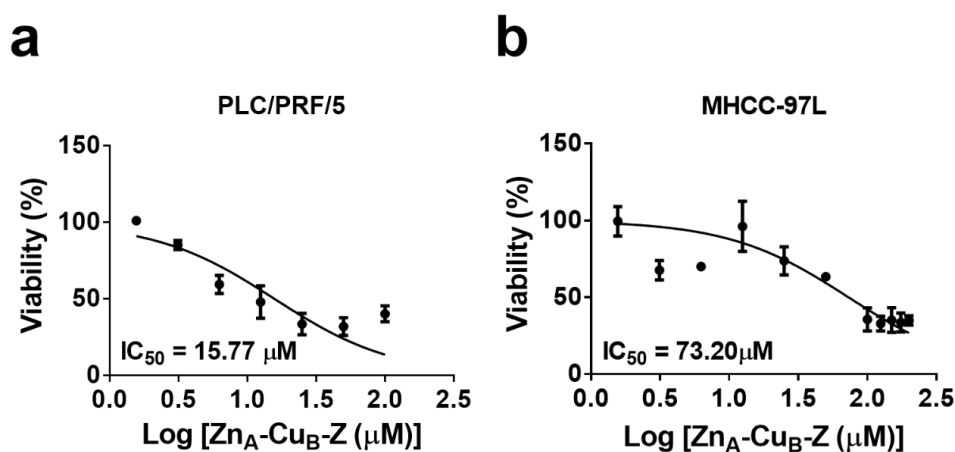 a
PLC/PRF/5
150
100
50
0
Viability (%)
IC50 = 15.77 μM
0.0 0.5 1.0 1.5 2.0 2.5
Log [ZnA-CuB-Z (μM)]
b
MHCC-97L
150
100
50
0
Viability (%)
IC50 = 73.20μM
0.0 0.5 1.0 1.5 2.0 2.5
Log [ZnA-CuB-Z (μM)]